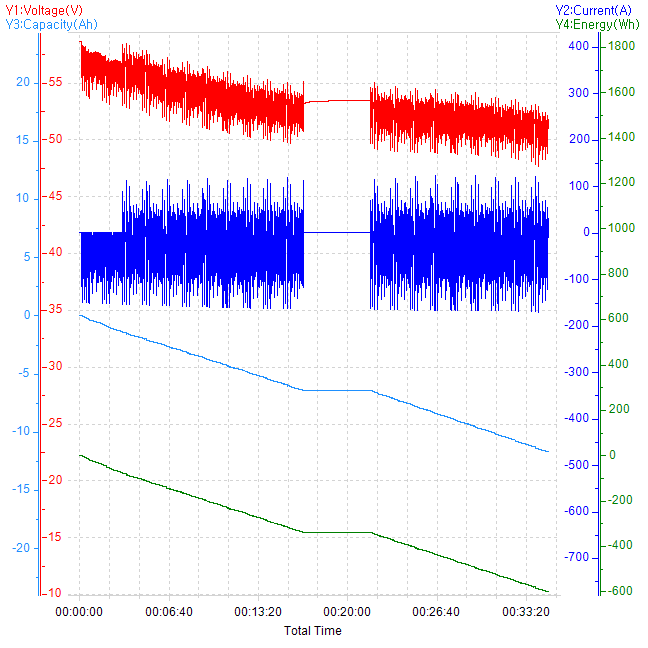 Y1:Voltage(V) Y2:Current(A)
Y3:Capacity(Ah) Y4:Energy(Wh)
400 1800
20 55 300 1600
15 50 200 1400
10 45 100 1200
1000
5 40 0 800
-100
0 35 -200 600
-5 30 -300 400
200
-10 25 -400 0
-15 20 -500 -200
-600
-20 15 -700 -400
10 -600
00:00:00 00:06:40 00:13:20 00:20:00 00:26:40 00:33:20
Total Time